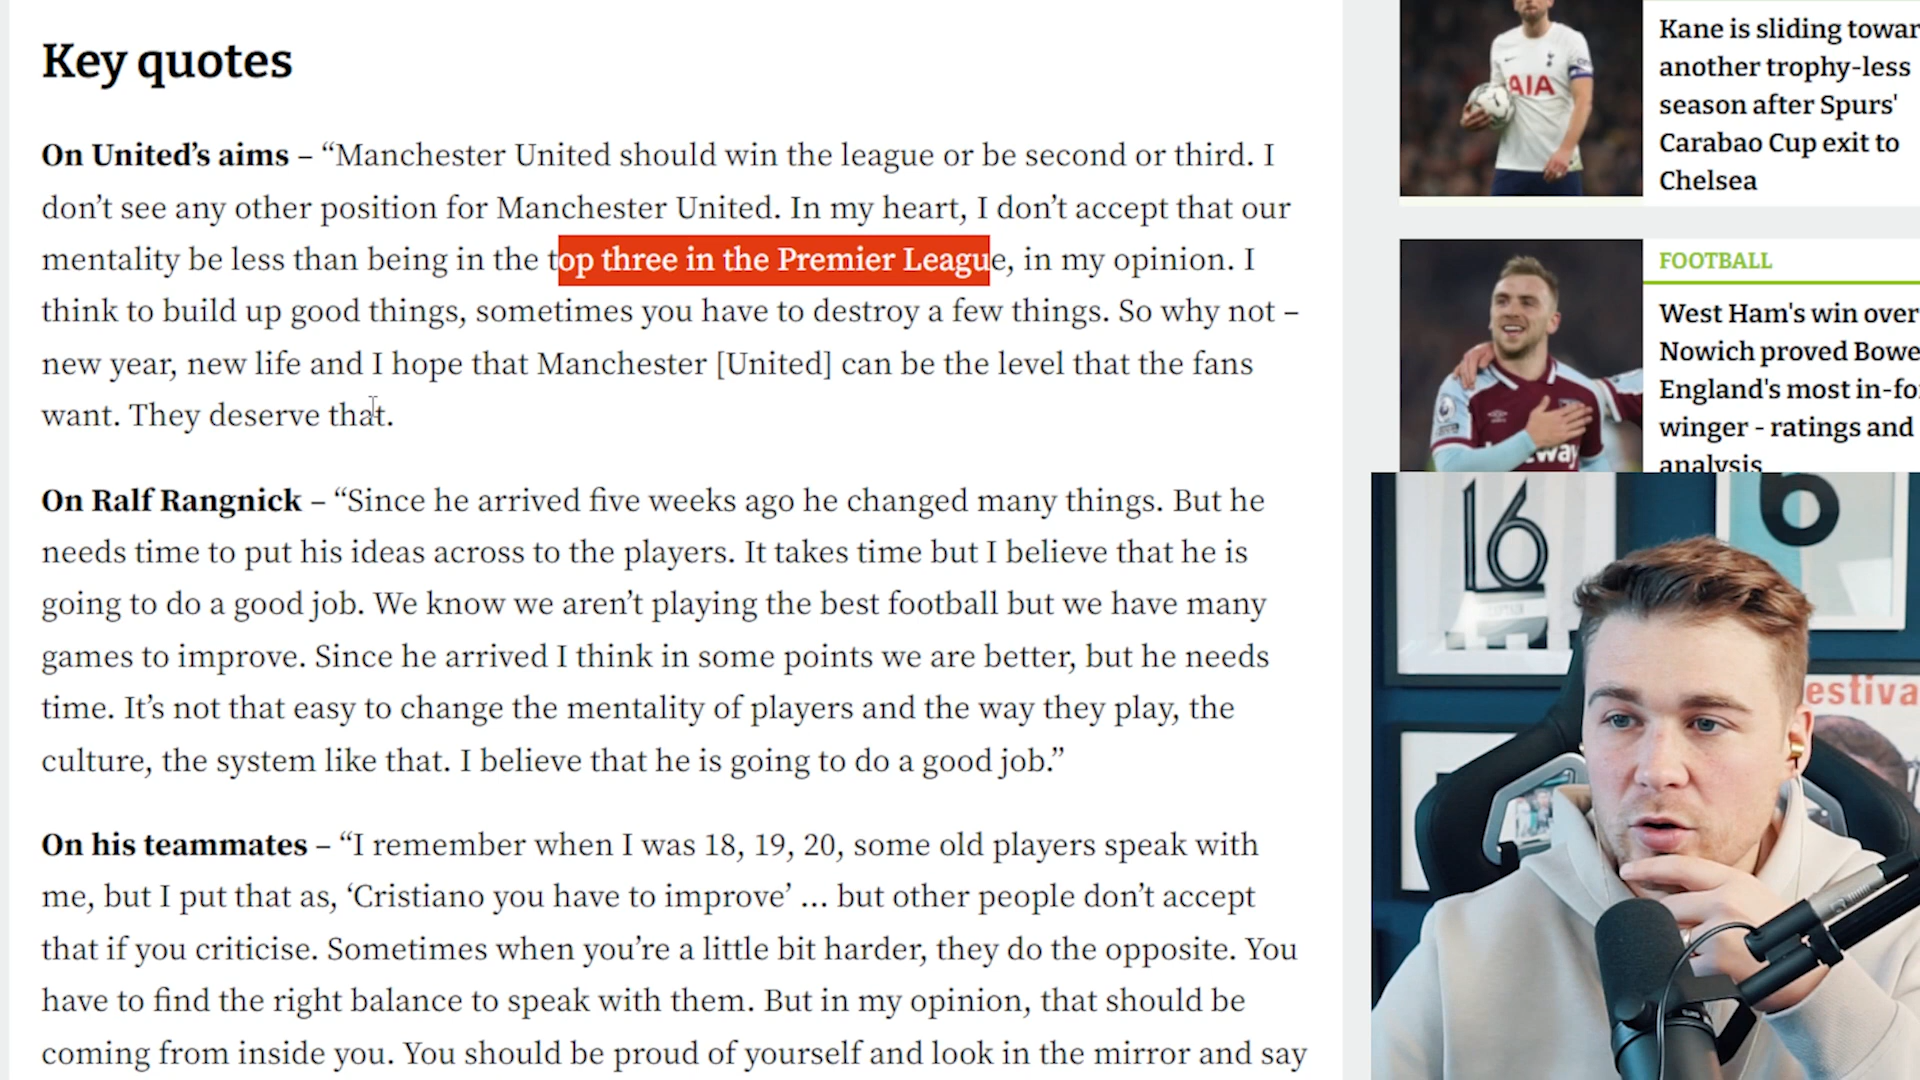 Key quotes
On United’s aims – “Manchester United should win the league or be second or third. I
don’t see any other position for Manchester United. In my heart, I don’t accept that our
mentality be less than being in the top three in the Premier League, in my opinion. I
think to build up good things, sometimes you have to destroy a few things. So why not –
new year, new life and I hope that Manchester [United] can be the level that the fans
want. They deserve that.
On Ralf Rangnick – “Since he arrived five weeks ago he changed many things. But he
needs time to put his ideas across to the players. It takes time but I believe that he is
going to do a good job. We know we aren’t playing the best football but we have many
games to improve. Since he arrived I think in some points we are better, but he needs
time. It’s not that easy to change the mentality of players and the way they play, the
culture, the system like that. I believe that he is going to do a good job.”
On his teammates – “I remember when I was 18, 19, 20, some old players speak with
me, but I put that as, ‘Cristiano you have to improve’ … but other people don’t accept
that if you criticise. Sometimes when you’re a little bit harder, they do the opposite. You
have to find the right balance to speak with them. But in my opinion, that should be
coming from inside you. You should be proud of yourself and look in the mirror and say
AIA
Kane is sliding towar
another trophy-less
season after Spurs'
Carabao Cup exit to
Chelsea
FOOTBALL
West Ham's win over
Nowich proved Bowe
England's most in-fo
winger - ratings and
analysis
way
16
6
estiva